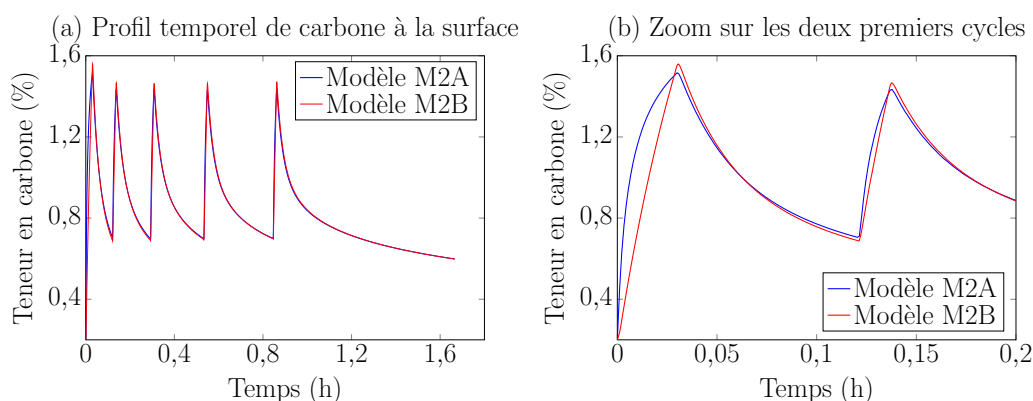 (a) Profil temporel de carbone à la surface
1,6
1,2
0,8
0,4
Teneur en carbone (%)
Modèle M2A
Modèle M2B
0 0,4 0,8 1,2 1,6
Temps (h)
(b) Zoom sur les deux premiers cycles
1,6
1,2
0,8
0,4
Teneur en carbone (%)
Modèle M2A
Modèle M2B
0 0,05 0,1 0,15 0,2
Temps (h)